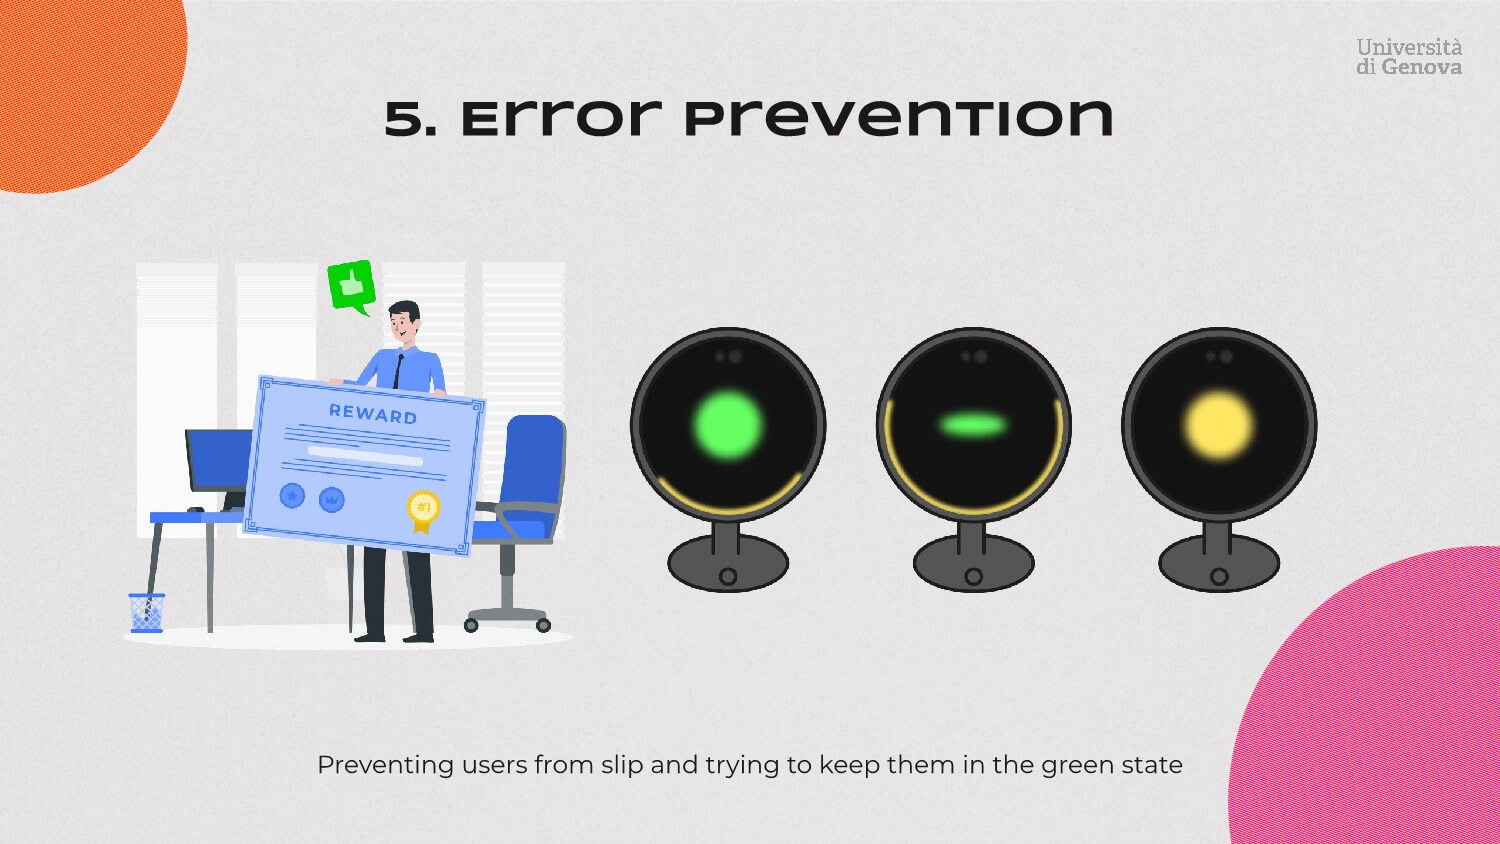 Università
di Genova
5. Error Prevention
REWARD
#1
Preventing users from slip and trying to keep them in the green state